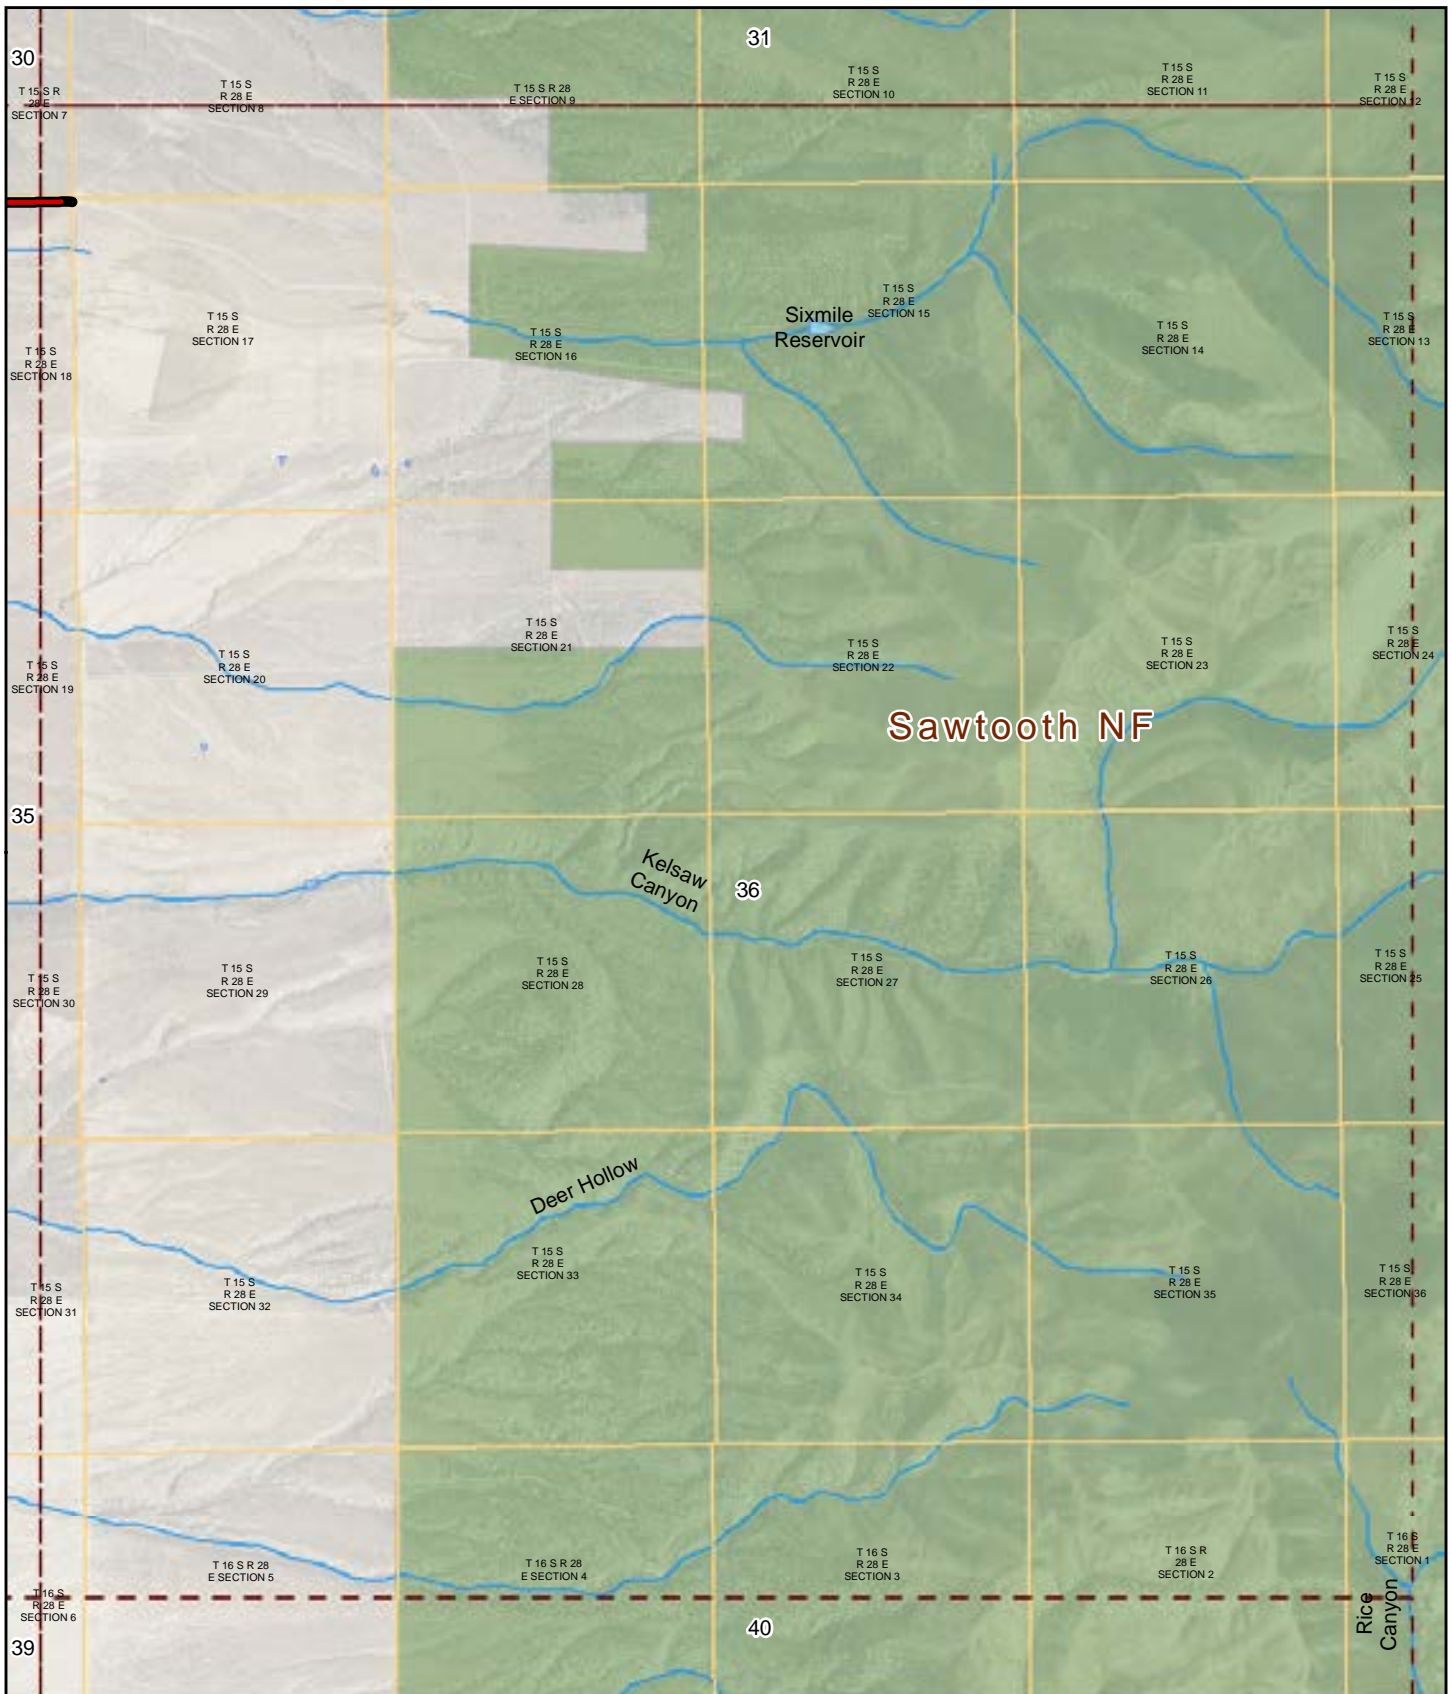 30
31
T 15 S R
28 E
SECTION 7
T 15 S
R 28 E
SECTION 8
T 15 S R 28
E SECTION 9
T 15 S
R 28 E
SECTION 10
T 15 S
R 28 E
SECTION 11
T 15 S
R 28 E
SECTION 12
T 15 S
R 28 E
SECTION 18
T 15 S
R 28 E
SECTION 17
T 15 S
R 28 E
SECTION 16
Sixmile
Reservoir
T 15 S
R 28 E
SECTION 15
T 15 S
R 28 E
SECTION 14
T 15 S
R 28 E
SECTION 13
T 15 S
R 28 E
SECTION 19
T 15 S
R 28 E
SECTION 20
T 15 S
R 28 E
SECTION 21
T 15 S
R 28 E
SECTION 22
T 15 S
R 28 E
SECTION 23
T 15 S
R 28 E
SECTION 24
Sawtooth NF
35
Kelsaw
Canyon
36
T 15 S
R 28 E
SECTION 30
T 15 S
R 28 E
SECTION 29
T 15 S
R 28 E
SECTION 28
T 15 S
R 28 E
SECTION 27
T 15 S
R 28 E
SECTION 26
T 15 S
R 28 E
SECTION 25
Deer Hollow
T 15 S
R 28 E
SECTION 31
T 15 S
R 28 E
SECTION 32
T 15 S
R 28 E
SECTION 33
T 15 S
R 28 E
SECTION 34
T 15 S
R 28 E
SECTION 35
T 15 S
R 28 E
SECTION 36
T 16 S
R 28 E
SECTION 6
T 16 S R 28
E SECTION 5
T 16 S R 28
E SECTION 4
T 16 S
R 28 E
SECTION 3
T 16 S R
28 E
SECTION 2
T 16 S
R 28 E
SECTION 1
Rice
Canyon
39
40